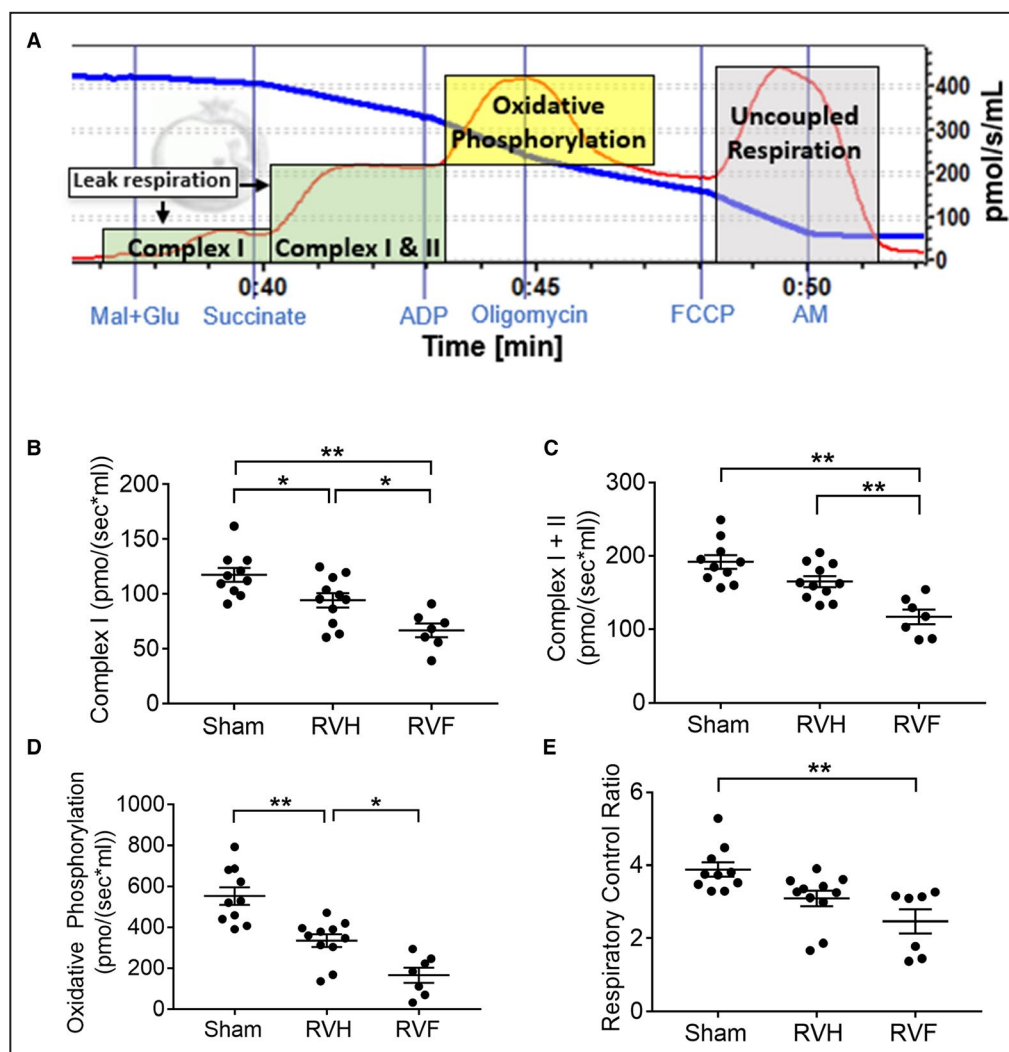 A
Oxidative
Phosphorylation
Uncoupled
Respiration
Leak respiration
Complex I
Complex I & II
400
300
200
100
0
pmol/s/mL
0:40
0:45
0:50
Mal+Glu
Succinate
ADP
Oligomycin
FCCP
AM
Time [min]
B
Complex I (pmo/(sec*ml))
200
150
100
50
0
**
*
*
Sham
RVH
RVF
C
Complex I + II
(pmo/(sec*ml))
300
200
100
0
**
**
Sham
RVH
RVF
D
Oxidative Phosphorylation
(pmo/(sec*ml))
1000
800
600
400
200
0
**
*
Sham
RVH
RVF
E
Respiratory Control Ratio
6
4
2
0
**
Sham
RVH
RVF